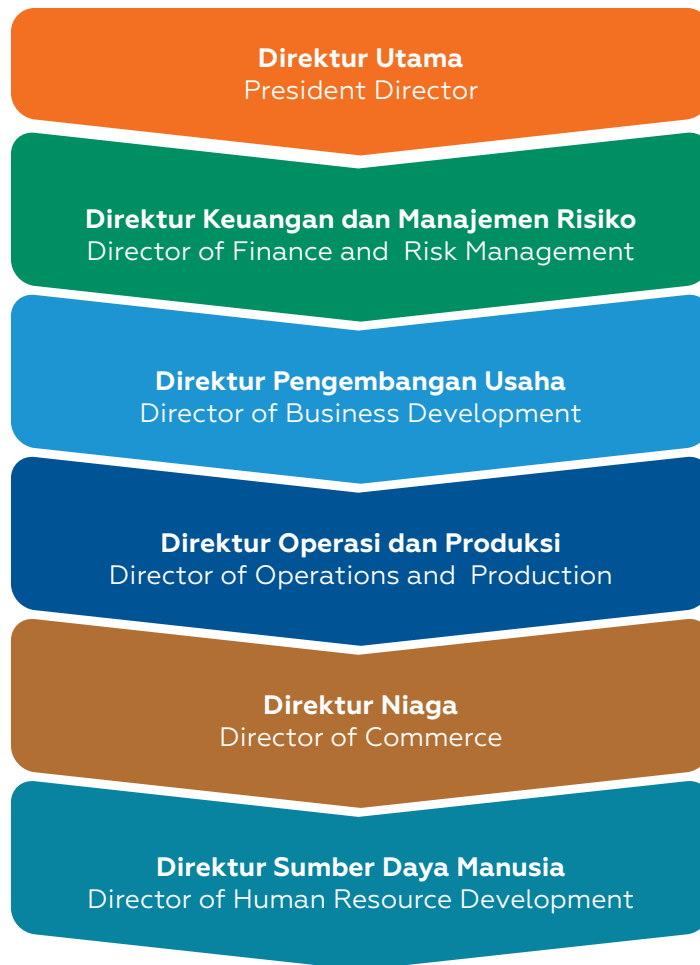 Direktur Utama
President Director
Direktur Keuangan dan Manajemen Risiko
Director of Finance and Risk Management
Direktur Pengembangan Usaha
Director of Business Development
Direktur Operasi dan Produksi
Director of Operations and Production
Direktur Niaga
Director of Commerce
Direktur Sumber Daya Manusia
Director of Human Resource Development